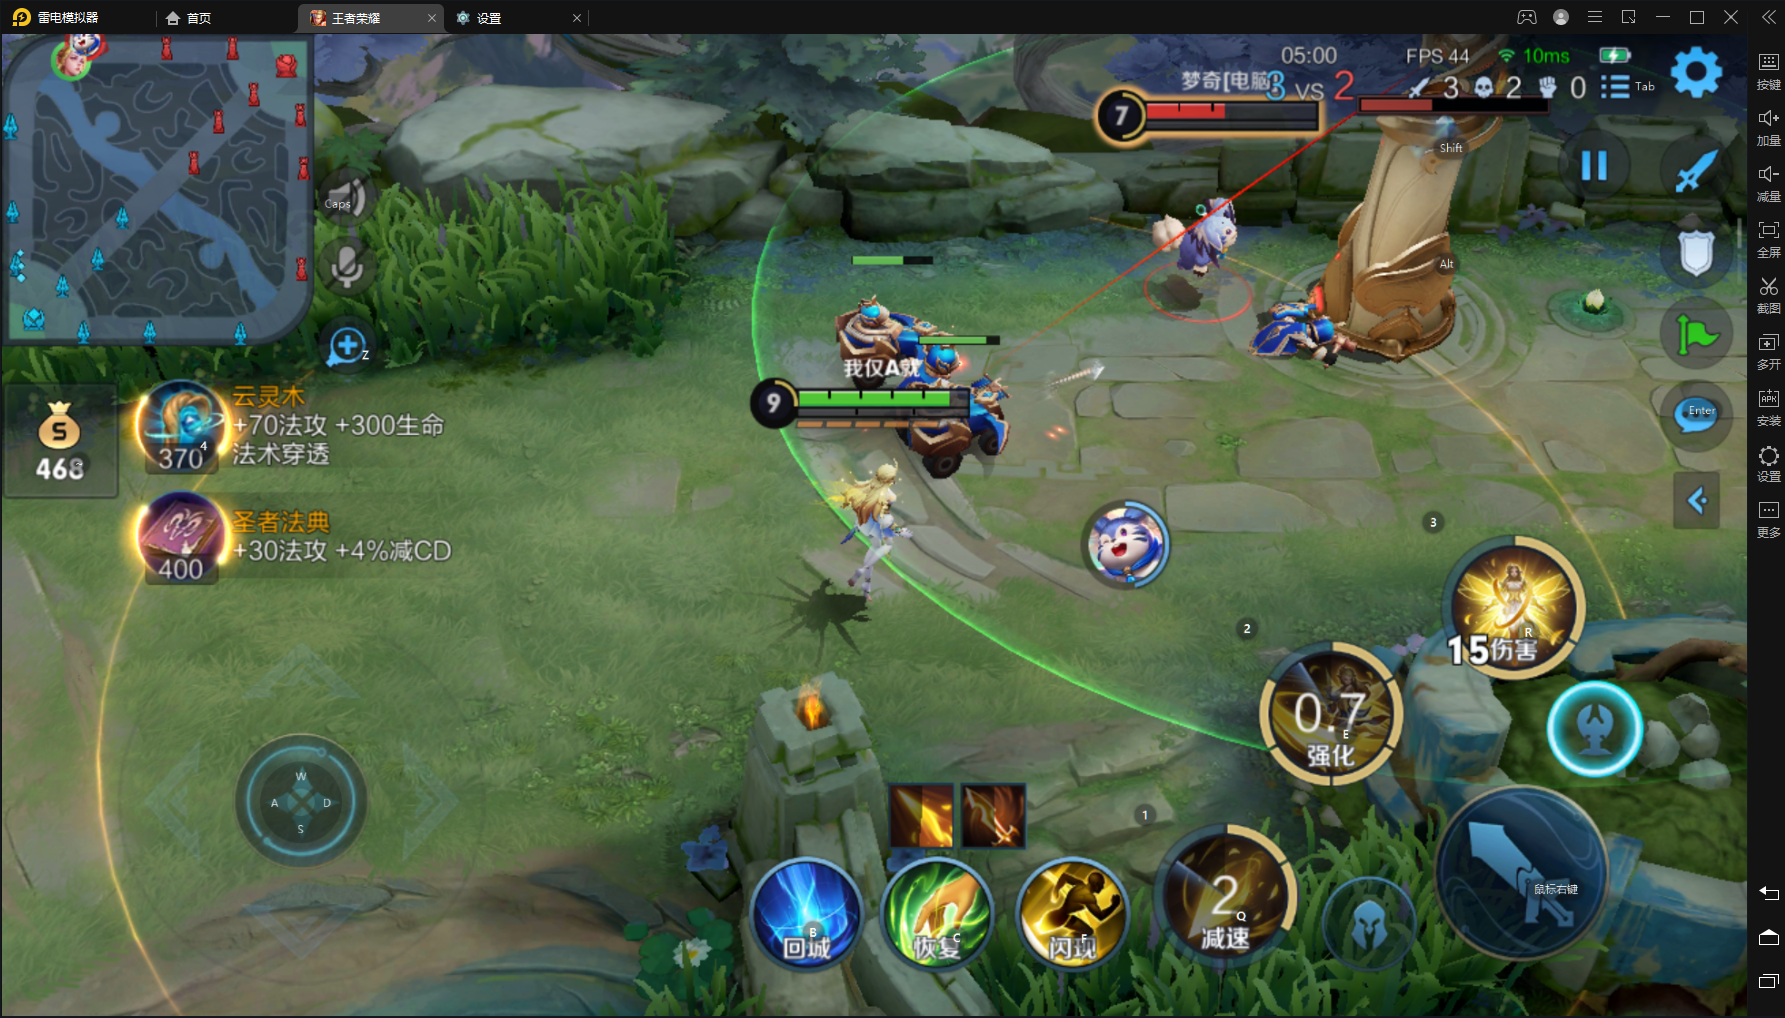 雷电模拟器
首页
王者荣耀
设置
05:00
FPS 44
10ms
梦奇[电脑
3 VS 2
3
2
0
Tab
按键
加量
减量
全屏
截图
多开
安装
设置
更多
7
Shift
Caps
Alt
Z
Enter
我仅A就
9
468
云灵木
+70法攻 +300生命
法术穿透
370
4
圣者法典
+30法攻 +4%减CD
400
3
2
1
R
15伤害
0.7
E
强化
W
A
D
S
B
回城
C
恢复
F
闪现
2
Q
减速
鼠标右键
APK